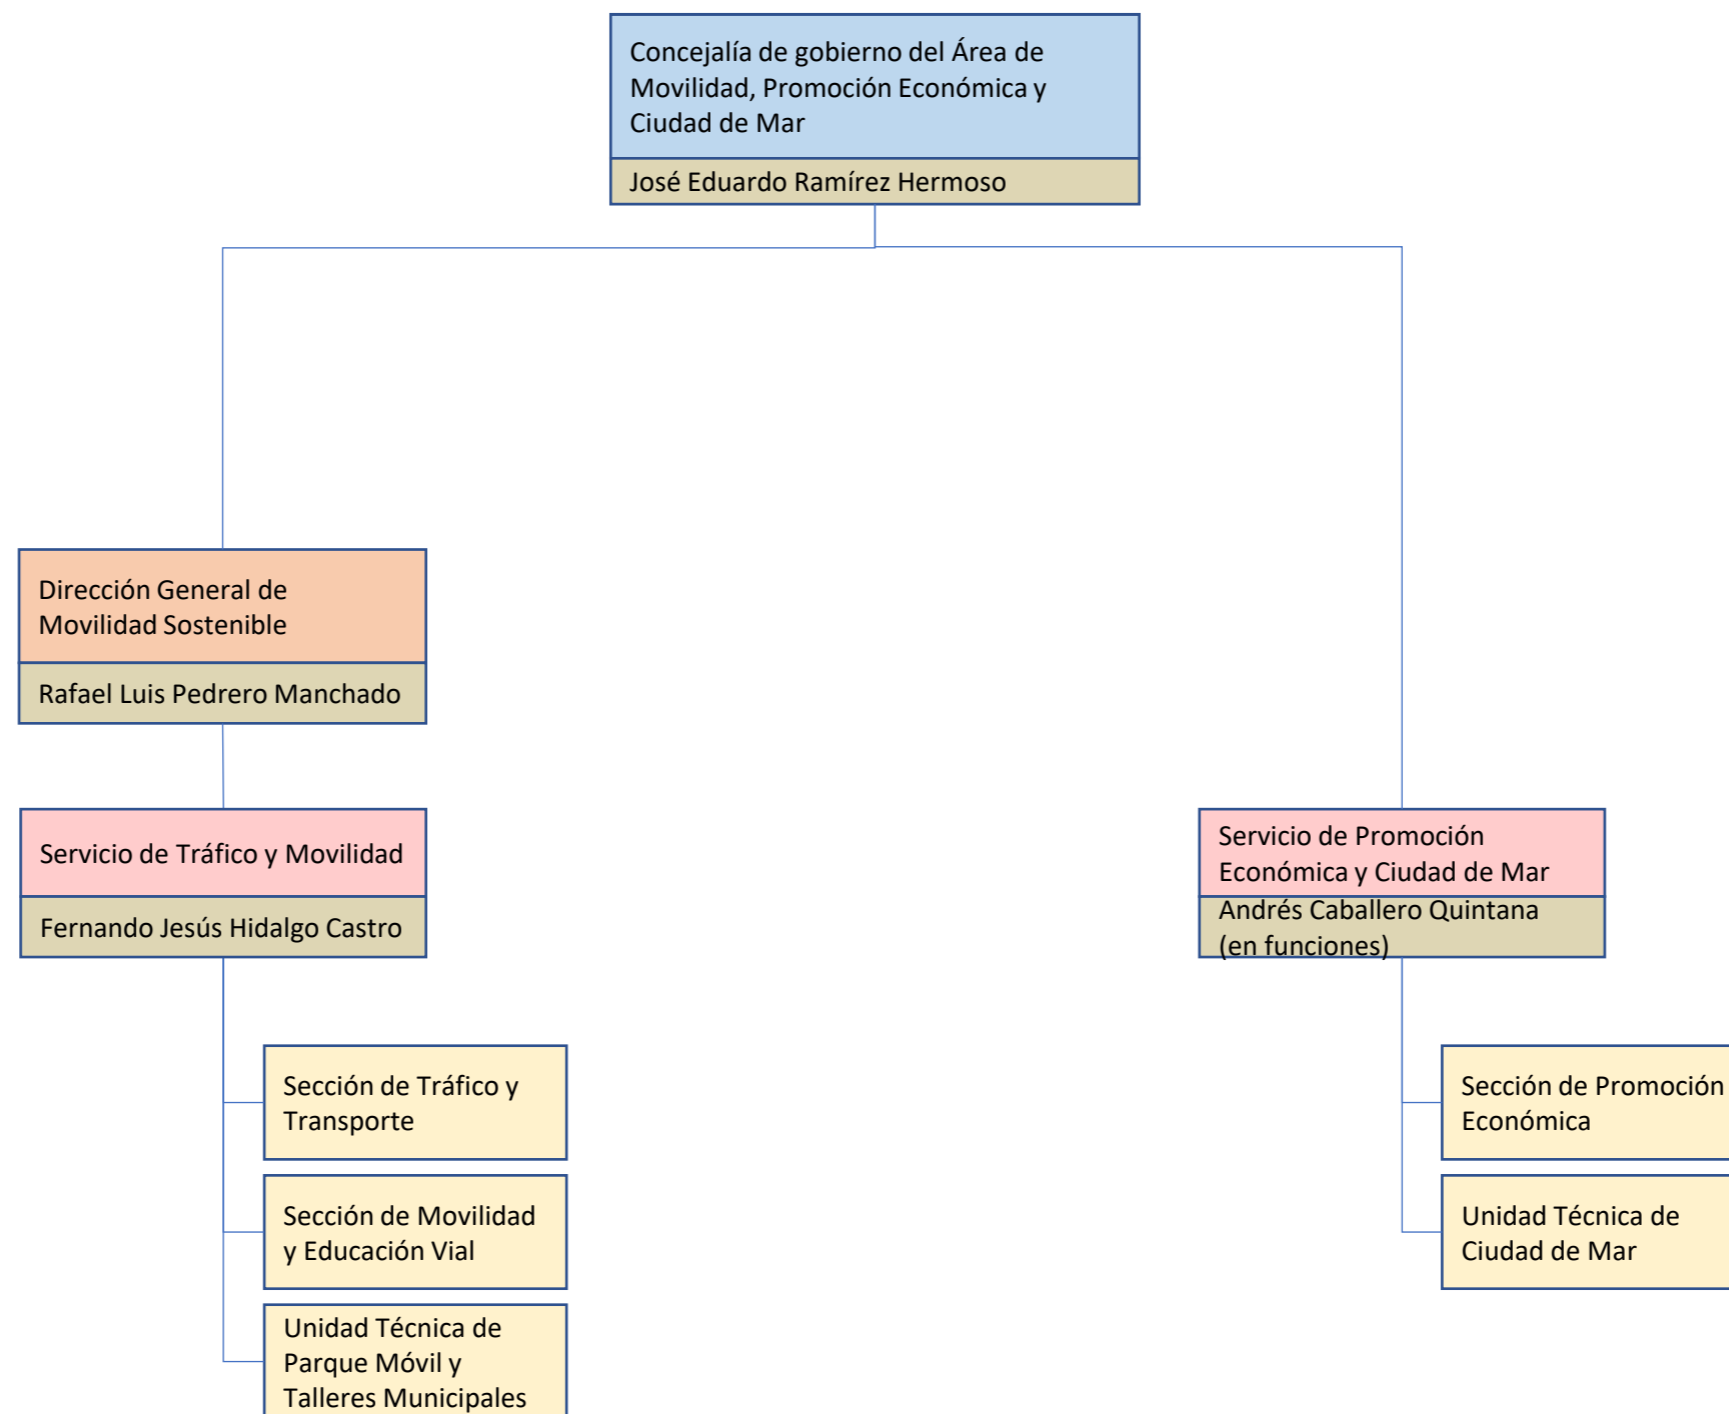 Concejalía de gobierno del Área de
Movilidad, Promoción Económica y
Ciudad de Mar
José Eduardo Ramírez Hermoso
Dirección General de
Movilidad Sostenible
Rafael Luis Pedrero Manchado
Servicio de Tráfico y Movilidad
Fernando Jesús Hidalgo Castro
Sección de Tráfico y
Transporte
Sección de Movilidad
y Educación Vial
Unidad Técnica de
Parque Móvil y
Talleres Municipales
Servicio de Promoción
Económica y Ciudad de Mar
Andrés Caballero Quintana
(en funciones)
Sección de Promoción
Económica
Unidad Técnica de
Ciudad de Mar